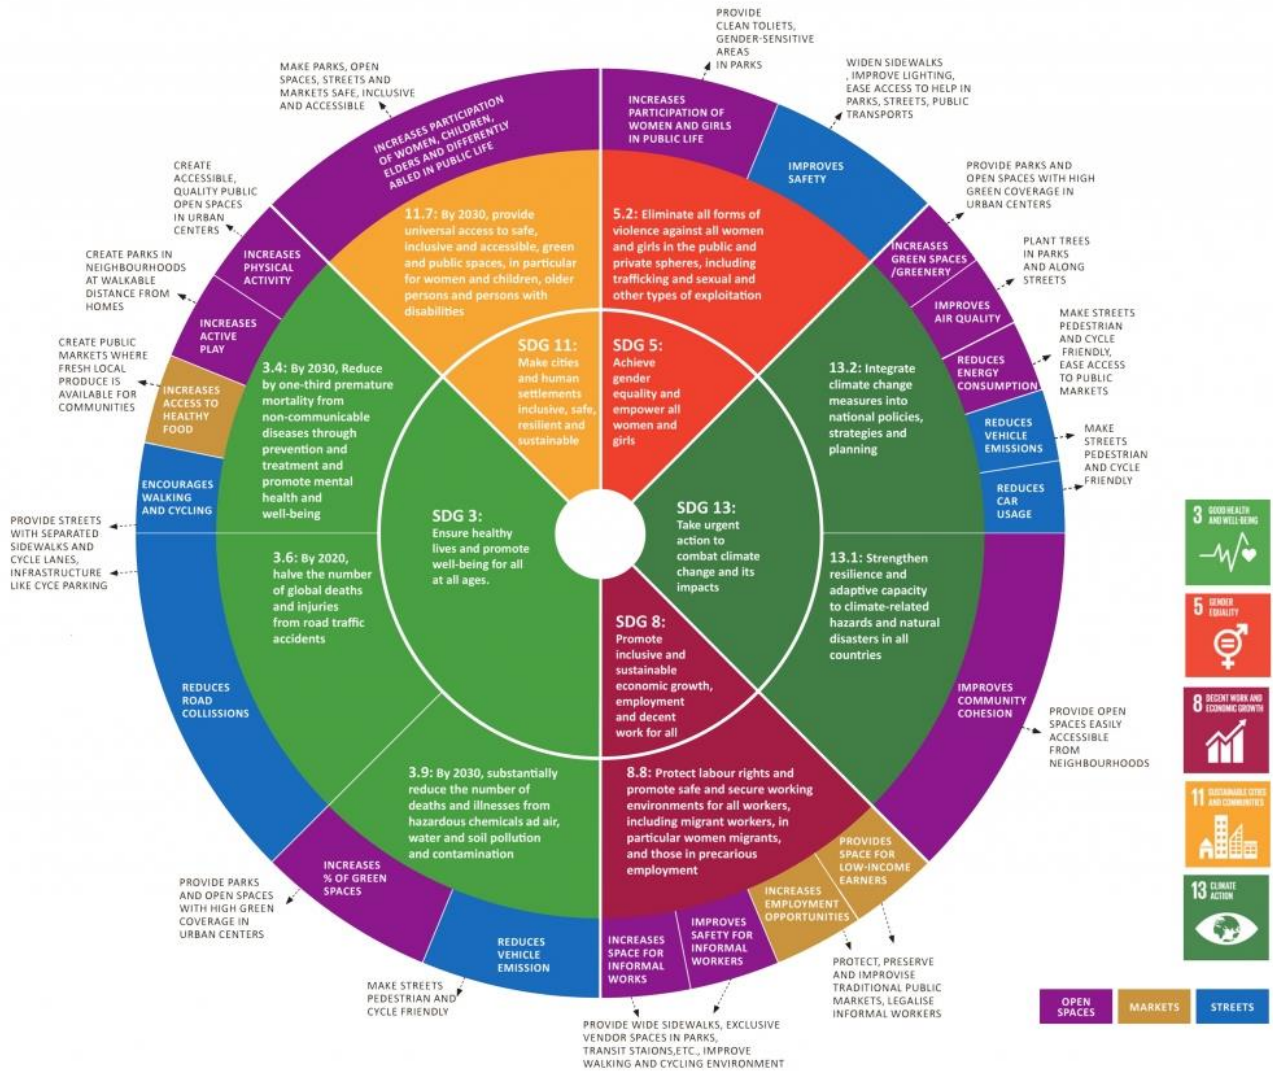 PROVIDE
CLEAN TOLIETS,
GENDER-SENSITIVE
AREAS
IN PARKS
WIDEN SIDEWALKS
, IMPROVE LIGHTING,
EASE ACCESS TO HELP IN
PARKS, STREETS, PUBLIC
TRANSPORTS
PROVIDE PARKS AND
OPEN SPACES WITH HIGH
GREEN COVERAGE IN
URBAN CENTERS
PLANT TREES
IN PARKS
AND ALONG
STREETS
MAKE STREETS
PEDESTRIAN
AND CYCLE
FRIENDLY,
EASE ACCESS
TO PUBLIC
MARKETS
MAKE
STREETS
PEDESTRIAN
AND CYCLE
FRIENDLY
PROVIDE OPEN
SPACES EASILY
ACCESSIBLE
FROM
NEIGHBOURHOODS
PROTECT, PRESERVE
AND IMPROVISE
TRADITIONAL PUBLIC
MARKETS, LEGALISE
INFORMAL WORKERS
PROVIDE WIDE SIDEWALKS, EXCLUSIVE
VENDOR SPACES IN PARKS,
TRANSIT STAIONS,ETC., IMPROVE
WALKING AND CYCLING ENVIRONMENT
MAKE STREETS
PEDESTRIAN AND
CYCLE FRIENDLY
PROVIDE PARKS
AND OPEN SPACES
WITH HIGH GREEN
COVERAGE IN
URBAN CENTERS
PROVIDE STREETS
WITH SEPARATED
SIDEWALKS AND
CYCLE LANES,
INFRASTRUCTURE
LIKE CYCE PARKING
CREATE PUBLIC
MARKETS WHERE
FRESH LOCAL
PRODUCE IS
AVAILABLE FOR
COMMUNITIES
CREATE PARKS IN
NEIGHBOURHOODS
AT WALKABLE
DISTANCE FROM
HOMES
CREATE
ACCESSIBLE,
QUALITY PUBLIC
OPEN SPACES
IN URBAN
CENTERS
MAKE PARKS, OPEN
SPACES, STREETS AND
MARKETS SAFE, INCLUSIVE
AND ACCESSIBLE
INCREASES PARTICIPATION
OF WOMEN, CHILDREN,
ELDERS AND DIFFERENTLY
ABLED IN PUBLIC LIFE
INCREASES
PARTICIPATION OF
WOMEN AND GIRLS
IN PUBLIC LIFE
IMPROVES
SAFETY
INCREASES
GREEN SPACES
/GREENERY
IMPROVES
AIR QUALITY
REDUCES
ENERGY
CONSUMPTION
REDUCES
VEHICLE
EMISSIONS
REDUCES
CAR
USAGE
IMPROVES
COMMUNITY
COHESION
PROVIDES
SPACE FOR
LOW-INCOME
EARNERS
INCREASES
EMPLOYMENT
OPPORTUNITIES
IMPROVES
SAFETY FOR
INFORMAL
WORKERS
INCREASES
SPACE FOR
INFORMAL
WORKS
REDUCES
VEHICLE
EMISSION
INCREASES
% OF GREEN
SPACES
REDUCES
ROAD
COLLISSIONS
ENCOURAGES
WALKING
AND CYCLING
INCREASES
ACCESS TO
HEALTHY
FOOD
INCREASES
ACTIVE
PLAY
INCREASES
PHYSICAL
ACTIVITY
11.7: By 2030, provide
universal access to safe,
inclusive and accessible, green
and public spaces, in particular
for women and children, older
persons and persons with
disabilities
5.2: Eliminate all forms of
violence against all women
and girls in the public and
private spheres, including
trafficking and sexual and
other types of exploitation
13.2: Integrate
climate change
measures into
national policies,
strategies and
planning
13.1: Strengthen
resilience and
adaptive capacity
to climate-related
hazards and natural
disasters in all
countries
8.8: Protect labour rights and
promote safe and secure working
environments for all workers,
including migrant workers, in
particular women migrants,
and those in precarious
employment
3.9: By 2030, substantially
reduce the number of
deaths and illnesses from
hazardous chemicals ad air,
water and soil pollution
and contamination
3.6: By 2020,
halve the number
of global deaths
and injuries
from road traffic
accidents
3.4: By 2030, Reduce
by one-third premature
mortality from
non-communicable
diseases through
prevention and
treatment and
promote mental
health and
well-being
SDG 11:
Make cities
and human
settlements
inclusive, safe,
resilient and
sustainable
SDG 5:
Achieve
gender
equality and
empower all
women and
girls
SDG 13:
Take urgent
action to
combat climate
change and its
impacts
SDG 8:
Promote
inclusive and
sustainable
economic growth,
employment
and decent
work for all
SDG 3:
Ensure healthy
lives and promote
well-being for all
at all ages.
3 GOOD HEALTH
AND WELL-BEING
5 GENDER
EQUALITY
8 DECENT WORK AND
ECONOMIC GROWTH
11 SUSTAINABLE CITIES
AND COMMUNITIES
13 CLIMATE
ACTION
OPEN
SPACES
MARKETS
STREETS